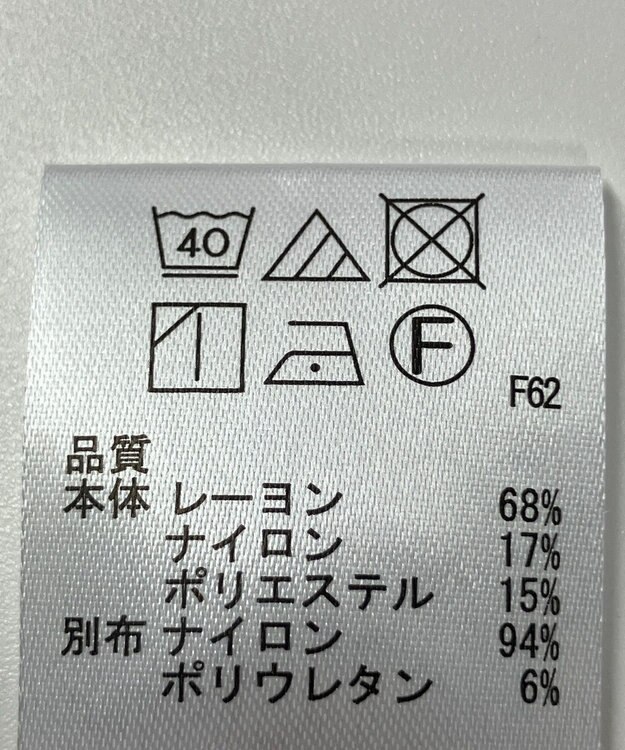 40
F
F62
品質
本体 レーヨン 68%
ナイロン 17%
ポリエステル 15%
別布 ナイロン 94%
ポリウレタン 6%